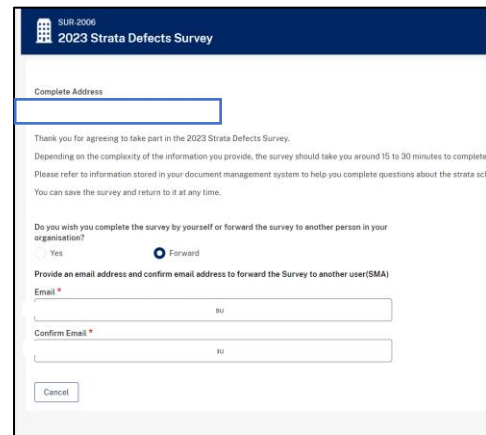 SUR-2006
2023 Strata Defects Survey
Complete Address
Thank you for agreeing to take part in the 2023 Strata Defects Survey.
Depending on the complexity of the information you provide, the survey should take you around 15 to 30 minutes to complete
Please refer to information stored in your document management system to help you complete questions about the strata scl
You can save the survey and return to it at any time.
Do you wish you complete the survey by yourself or forward the survey to another person in your
organisation?
Yes Forward
Provide an email address and confirm email address to forward the Survey to another user(SMA)
Email *
Confirm Email *
Cancel